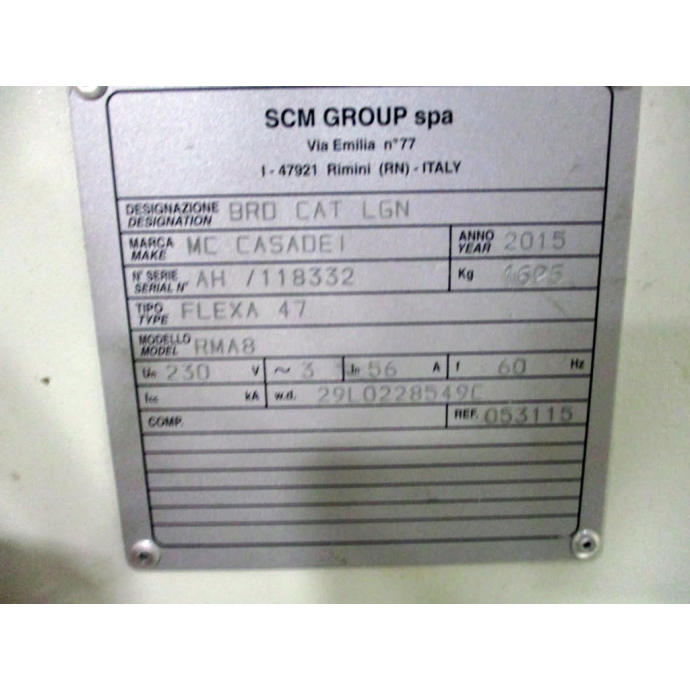 SCM GROUP spa
Via Emilia n°77
I - 47921 Rimini (RN) - ITALY
DESIGNAZIONE
DESIGNATION BRD CAT LGN
MARCA
MAKE MC CASADEI ANNO
YEAR 2015
N° SERIE
SERIAL N° AH /118332 Kg
TIPO
TYPE FLEXA 47
MODELLO
MODEL RMA8
Un 230 V ~ 3 In 56 A f 60 Hz
Icc kA w.d. 29L0228549C
COMP. REF. 053115